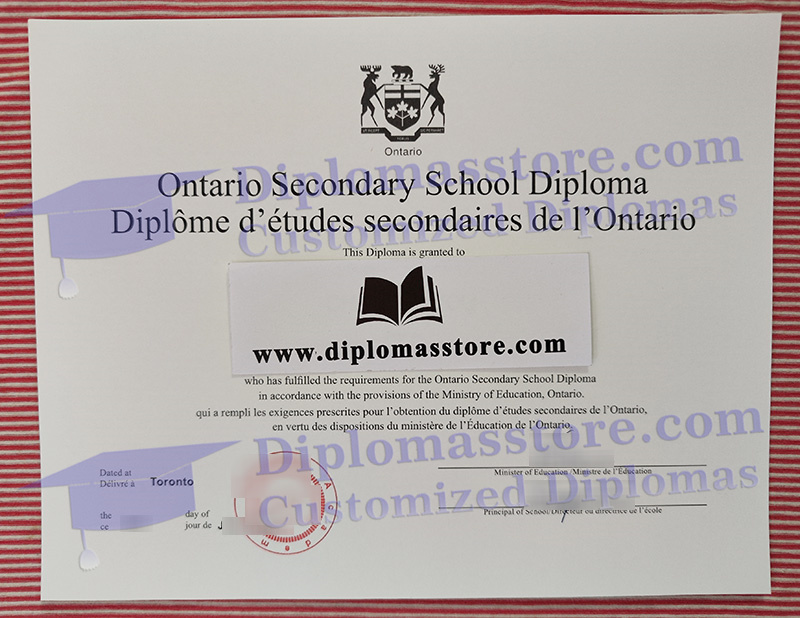 Ontario
Diplomasstore.com
Ontario Secondary School Diploma
Diplôme d'études secondaires de l'Ontario
Customized Diplomas
This Diploma is granted to
www.diplomasstore.com
who has fulfilled the requirements for the Ontario Secondary School Diploma
in accordance with the provisions of the Ministry of Education, Ontario.
qui a rempli les exigences prescrites pour l'obtention du diplôme d'études secondaires de l'Ontario,
en vertu des dispositions du ministère de l'Éducation de l'Ontario.
Diplomasstore.com
Dated at
Délivré à Toronto
Minister of Education/Ministre de l'Éducation
Customized Diplomas
the day of
ce jour de
Principal of School/Directeur ou directrice de l'école